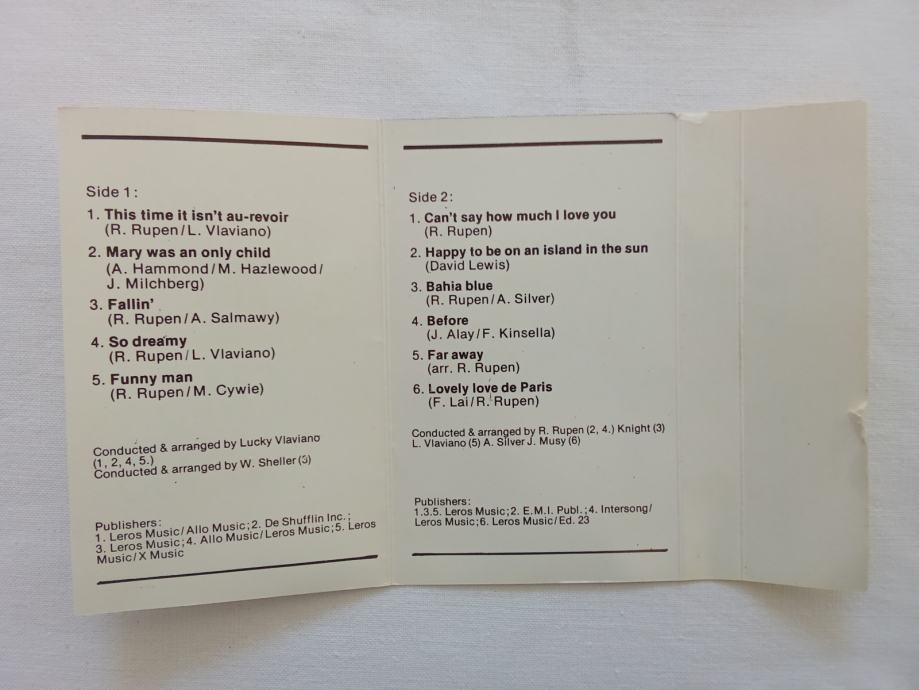 Side 1:
1. This time it isn't au-revoir
(R. Rupen/L. Vlaviano)
2. Mary was an only child
(A. Hammond/M. Hazlewood/
J. Milchberg)
3. Fallin'
(R. Rupen/A. Salmawy)
4. So dreamy
(R. Rupen/L. Vlaviano)
5. Funny man
(R. Rupen/M. Cywie)
Conducted & arranged by Lucky Vlaviano
(1, 2, 4, 5.)
Conducted & arranged by W. Sheller (3)
Publishers:
1. Leros Music/Allo Music; 2. De Shufflin Inc.;
3. Leros Music; 4. Allo Music/Leros Music; 5. Leros
Music/X Music
Side 2:
1. Can't say how much I love you
(R. Rupen)
2. Happy to be on an island in the sun
(David Lewis)
3. Bahia blue
(R. Rupen/A. Silver)
4. Before
(J. Alay/F. Kinsella)
5. Far away
(arr. R. Rupen)
6. Lovely love de Paris
(F. Lai/R. Rupen)
Conducted & arranged by R. Rupen (2, 4.) Knight (3)
L. Vlaviano (5) A. Silver J. Musy (6)
Publishers:
1.3.5. Leros Music; 2. E.M.I. Publ.; 4. Intersong/
Leros Music; 6. Leros Music/Ed. 23